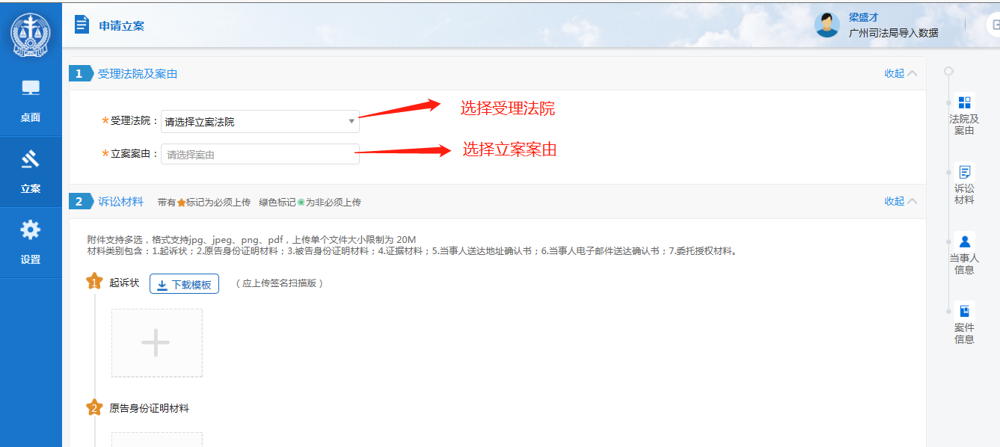 申请立案
梁盛才
广州司法局导入数据
桌面
立案
设置
1 受理法院及案由
收起
*受理法院：请选择立案法院
选择受理法院
*立案案由：请选择案由
选择立案案由
2 诉讼材料 带有标记为必须上传 绿色标记为非必须上传
收起
附件支持多选，格式支持jpg、jpeg、png、pdf，上传单个文件大小限制为 20M
材料类别包含：1.起诉状；2.原告身份证明材料；3.被告身份证明材料；4.证据材料；5.当事人送达地址确认书；6.当事人电子邮件送达确认书；7.委托授权材料。
1 起诉状 下载模板 （应上传签名扫描版）
2 原告身份证明材料
法院及
案由
诉讼
材料
当事人
信息
案件
信息